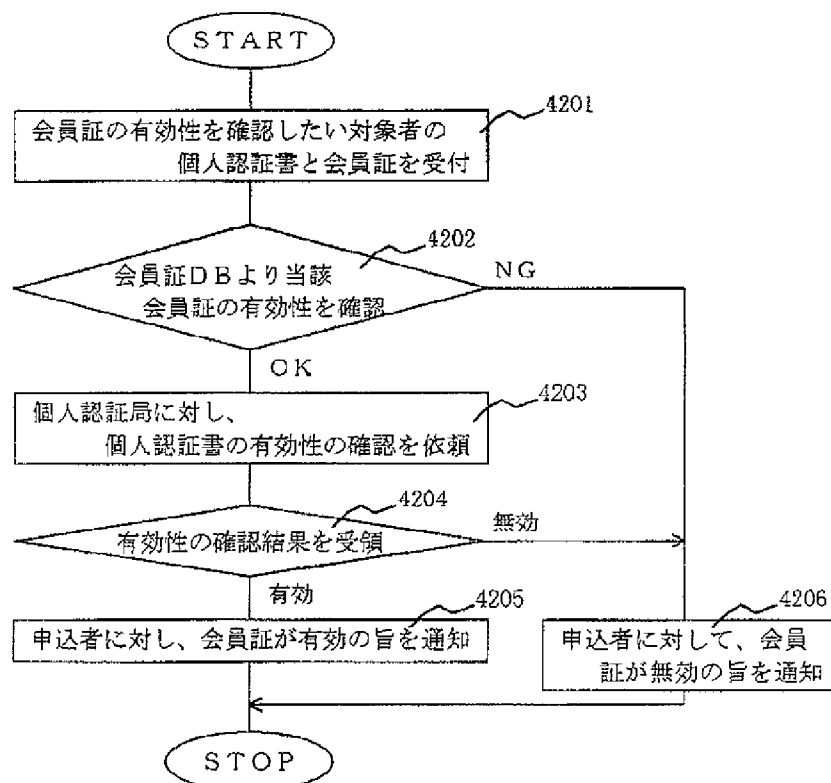 START
4201
会員証の有効性を確認したい対象者の
個人認証書と会員証を受付
4202
会員証DBより当該
会員証の有効性を確認
NG
OK
4203
個人認証局に対し、
個人認証書の有効性の確認を依頼
4204
有効性の確認結果を受領
無効
有効
4205
申込者に対し、会員証が有効の旨を通知
4206
申込者に対して、会員
証が無効の旨を通知
STOP